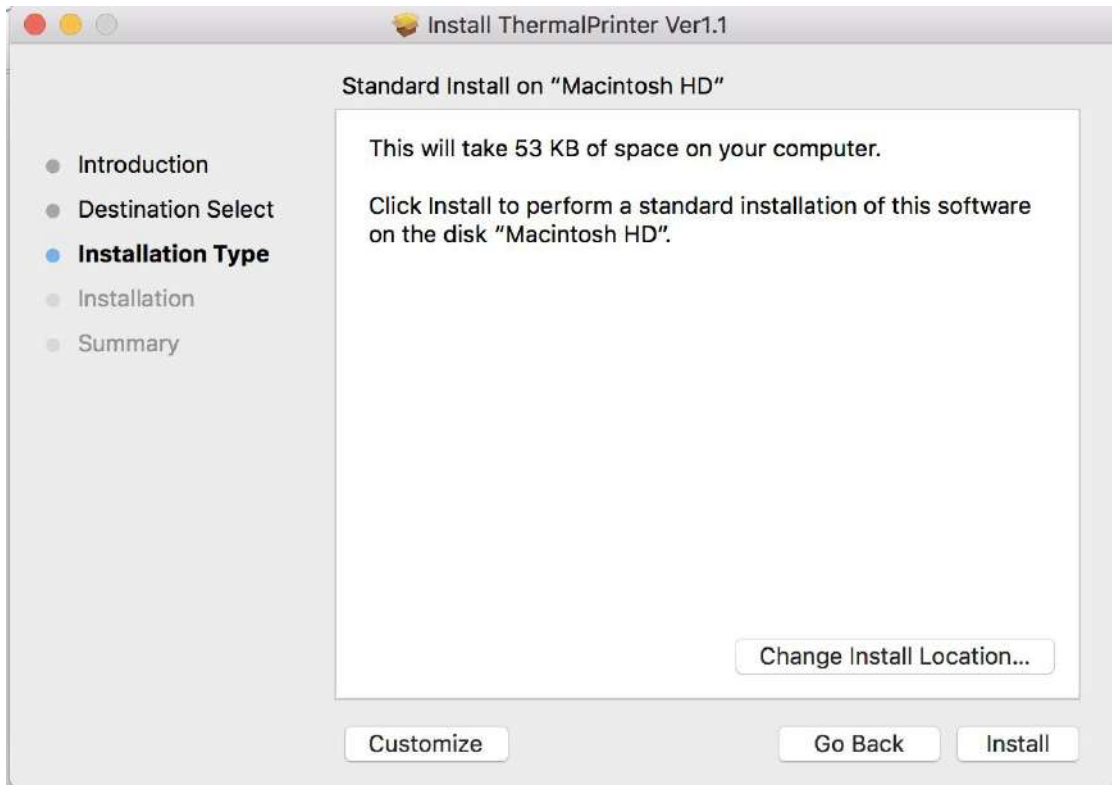 Install ThermalPrinter Ver1.1
Standard Install on “Macintosh HD”
Introduction
Destination Select
Installation Type
Installation
Summary
This will take 53 KB of space on your computer.
Click Install to perform a standard installation of this software
on the disk “Macintosh HD”.
Change Install Location...
Customize
Go Back
Install